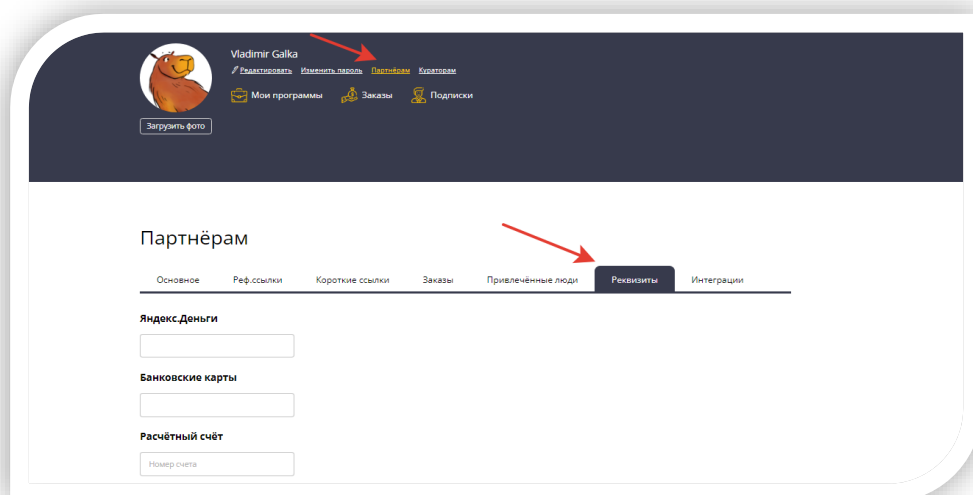 Vladimir Galka
Редактировать Изменить пароль Партнёрам Кураторам
Мои программы Заказы Подписки
Загрузить фото
Партнёрам
Основное Реф.ссылки Короткие ссылки Заказы Привлечённые люди Реквизиты Интеграции
Яндекс.Деньги
Банковские карты
Расчётный счёт
Номер счета